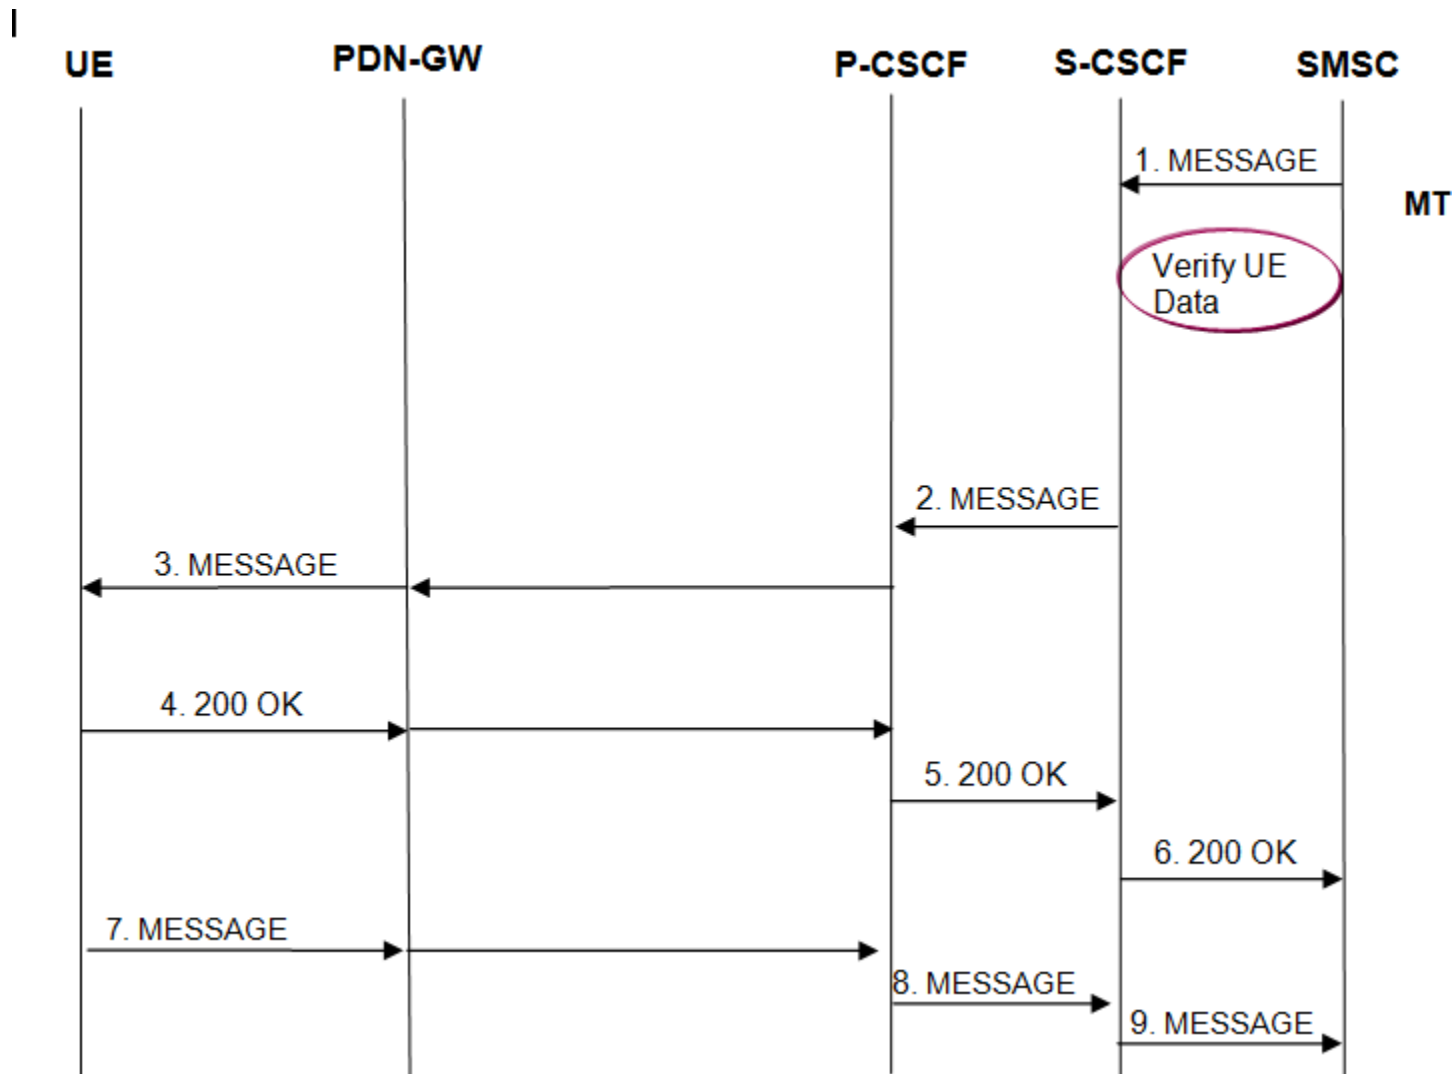 UE
PDN-GW
P-CSCF
S-CSCF
SMSC
1. MESSAGE
MT
Verify UE
Data
2. MESSAGE
3. MESSAGE
4. 200 OK
5. 200 OK
6. 200 OK
7. MESSAGE
8. MESSAGE
9. MESSAGE